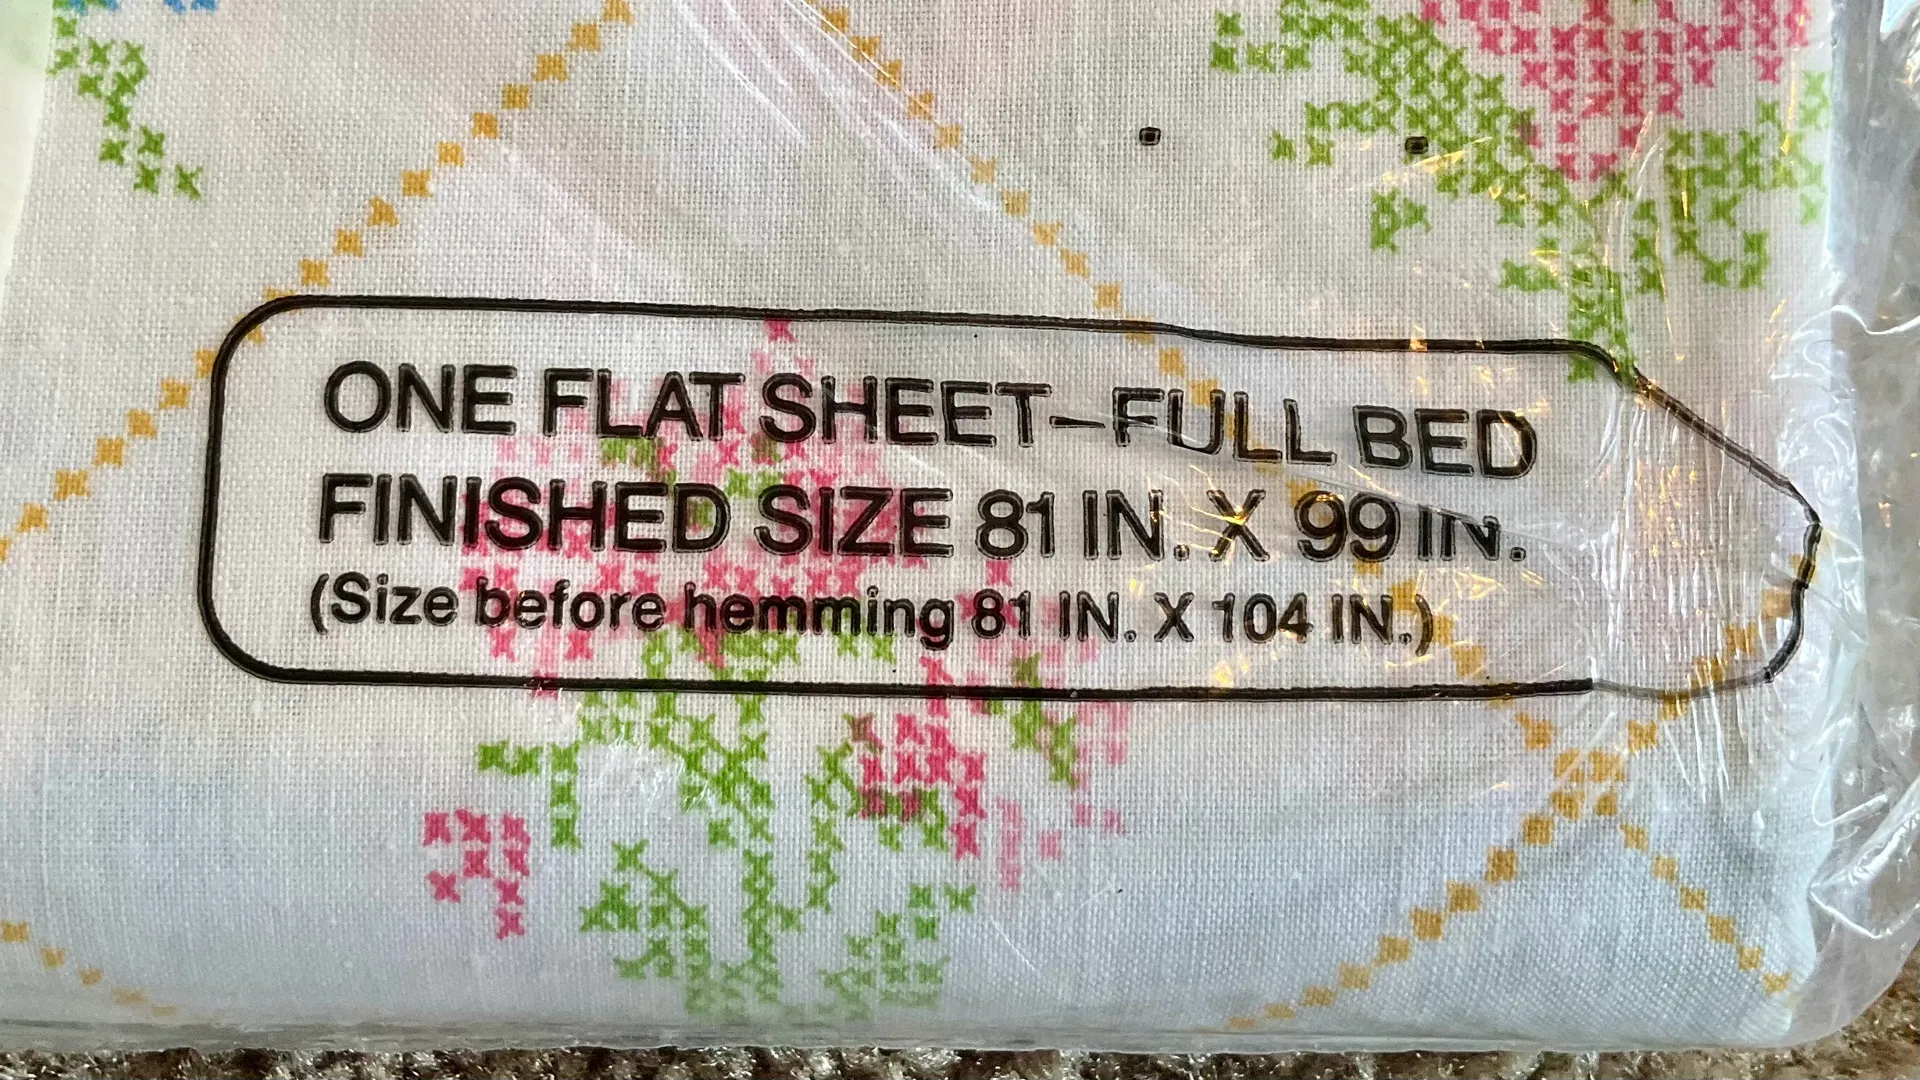 ONE FLAT SHEET–FULL BED
FINISHED SIZE 81 IN. X 99 IN.
(Size before hemming 81 IN. X 104 IN.)